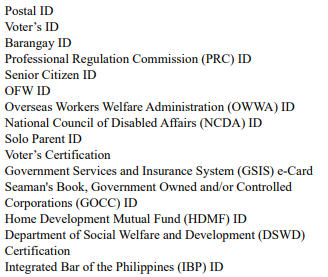 Postal ID
Voter’s ID
Barangay ID
Professional Regulation Commission (PRC) ID
Senior Citizen ID
OFW ID
Overseas Workers Welfare Administration (OWWA) ID
National Council of Disabled Affairs (NCDA) ID
Solo Parent ID
Voter’s Certification
Government Services and Insurance System (GSIS) e-Card
Seaman's Book, Government Owned and/or Controlled
Corporations (GOCC) ID
Home Development Mutual Fund (HDMF) ID
Department of Social Welfare and Development (DSWD)
Certification
Integrated Bar of the Philippines (IBP) ID